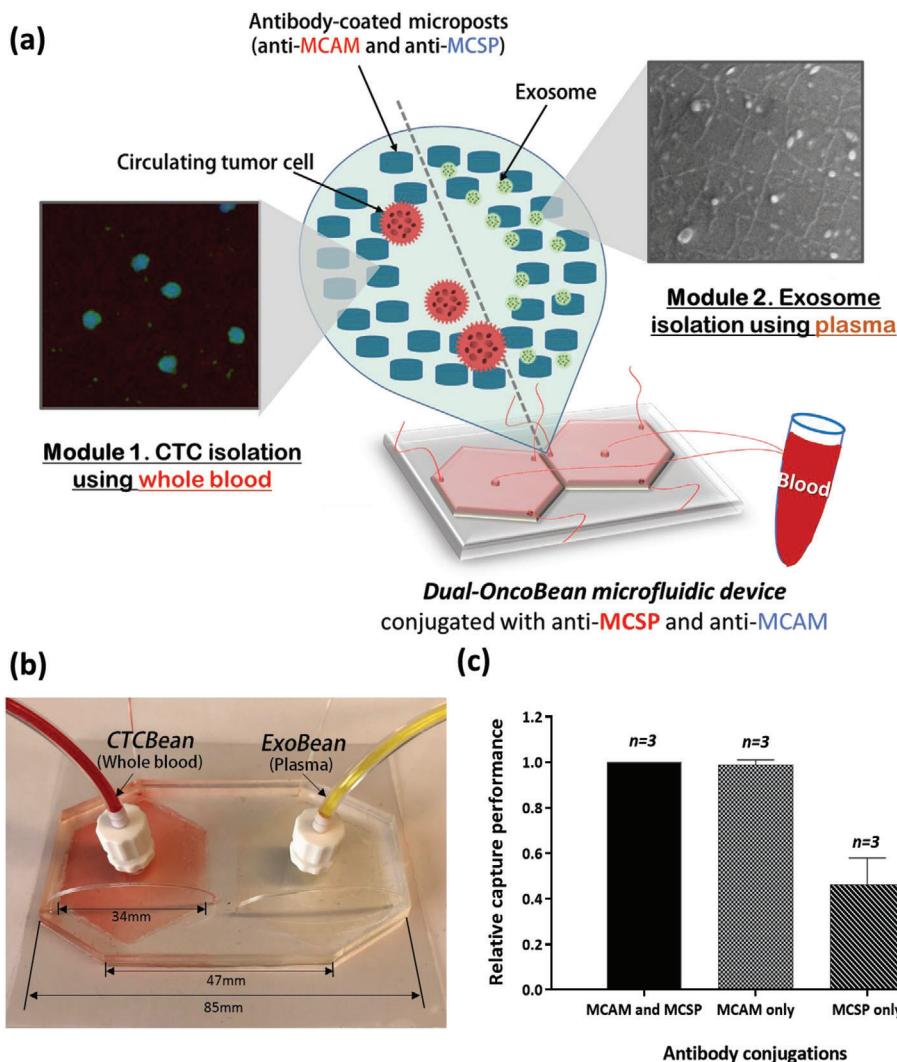 (a)
Antibody-coated microposts
(anti-MCAM and anti-MCSP)
Exosome
Circulating tumor cell
Module 2. Exosome
isolation using plasma
Module 1. CTC isolation
using whole blood
Blood
Dual-OncoBean microfluidic device
conjugated with anti-MCSP and anti-MCAM
(b)
CTCBean
(Whole blood)
ExoBean
(Plasma)
34mm
47mm
85mm
(c)
Relative capture performance
1.2
1.0
0.8
0.6
0.4
0.2
0.0
n=3
n=3
n=3
MCAM and MCSP
MCAM only
MCSP only
Antibody conjugations